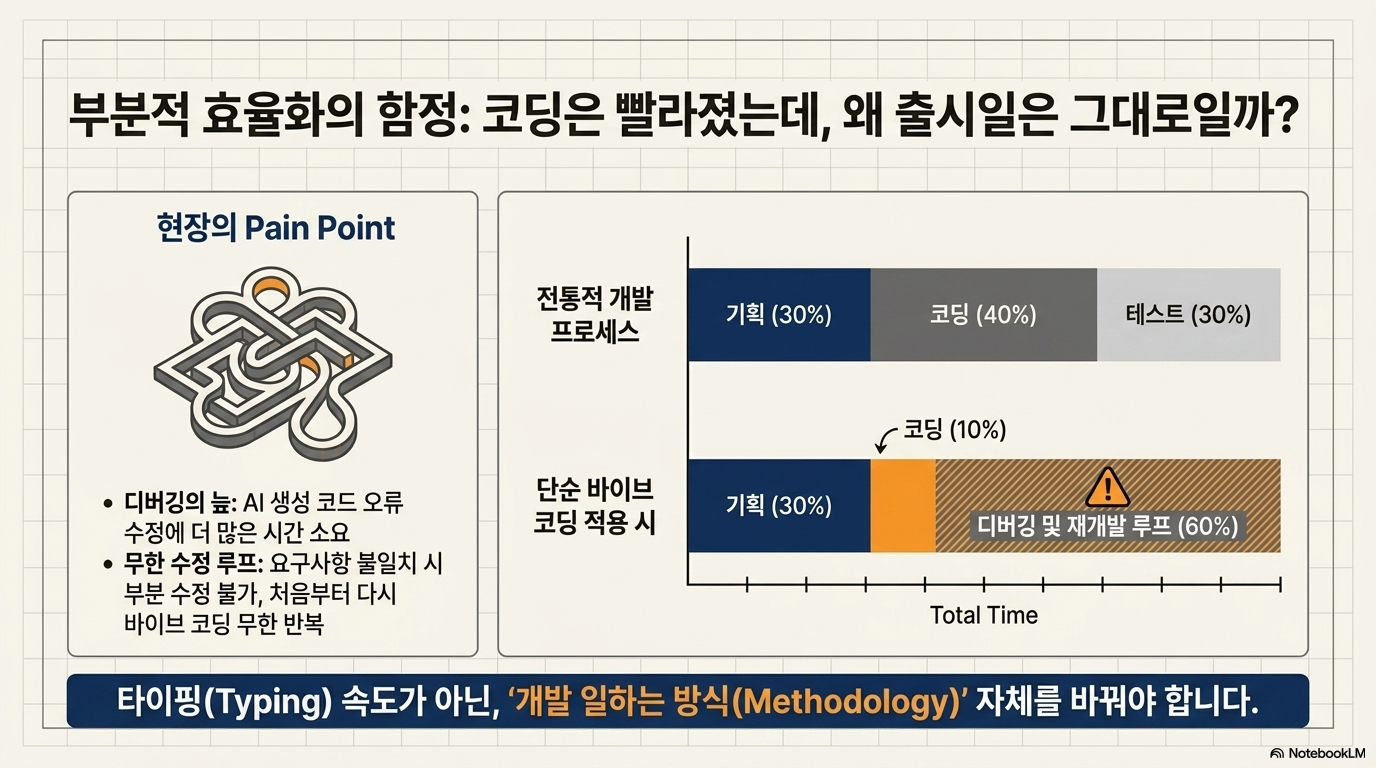 부분적 효율화의 함정: 코딩은 빨라졌는데, 왜 출시일은 그대로일까?
현장의 Pain Point
• 디버깅의 늪: AI 생성 코드 오류
수정에 더 많은 시간 소요
• 무한 수정 루프: 요구사항 불일치 시
부분 수정 불가, 처음부터 다시
바이브 코딩 무한 반복
전통적 개발
프로세스
기획 (30%)
코딩 (40%)
테스트 (30%)
코딩 (10%)
단순 바이브
코딩 적용 시
기획 (30%)
디버깅 및 재개발 루프 (60%)
Total Time
타이핑(Typing) 속도가 아닌, ‘개발 일하는 방식(Methodology)’ 자체를 바꿔야 합니다.
NotebookLM